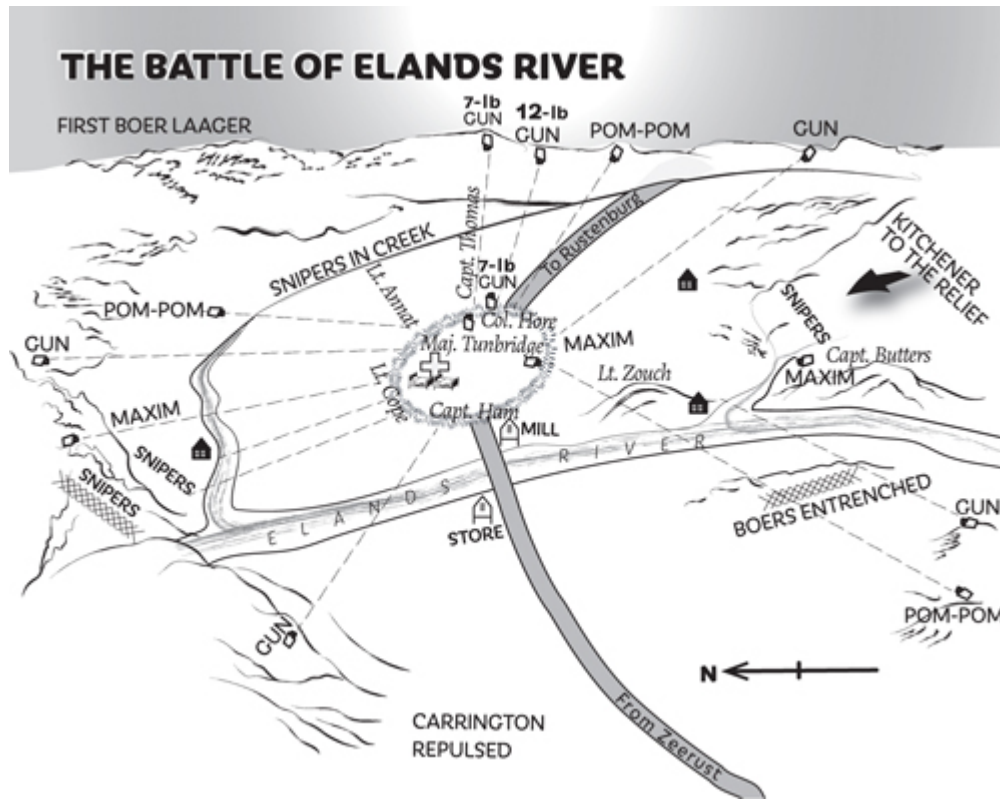 THE BATTLE OF ELANDS RIVER
FIRST BOER LAAGER
7-lb
GUN
12-lb
GUN
POM-POM
GUN
Capt. Thomas
To Rustenburg
SNIPERS IN CREEK
Lt. Annat
7-lb
GUN
KITCHENER
TO THE RELIEF
SNIPERS
POM-POM
Col. Hore
Maj. Tunbridge
MAXIM
GUN
Capt. Butters
MAXIM
Lt. Zouch
Lt. Cope
Capt. Ham
MAXIM
MILL
SNIPERS
SNIPERS
ELANDS RIVER
BOERS ENTRENCHED
STORE
GUN
POM-POM
GUN
N
From Zeerust
CARRINGTON
REPULSED